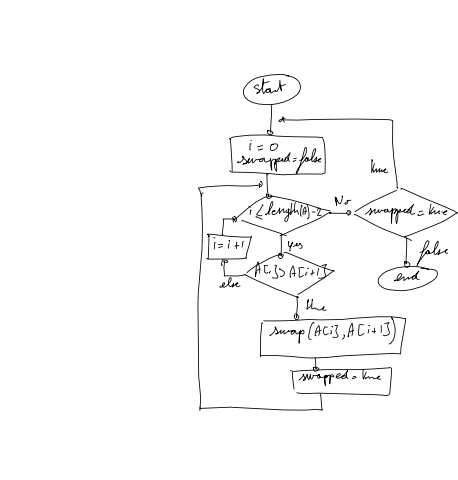 start
i = 0
swapped = false
true
i ≤ length(A)-2
No
swapped = true
i = i+1
yes
false
A[i]>A[i+1]
end
else
true
swap(A[i], A[i+1])
swapped = true